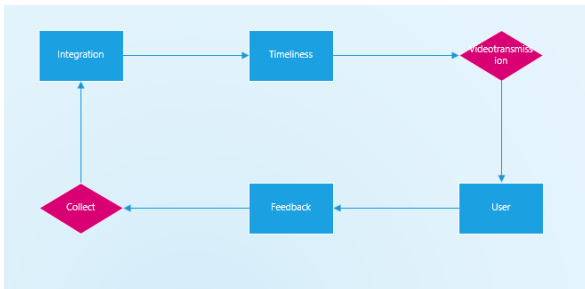 Integration
Timeliness
Videotransmiss
ion
Collect
Feedback
User